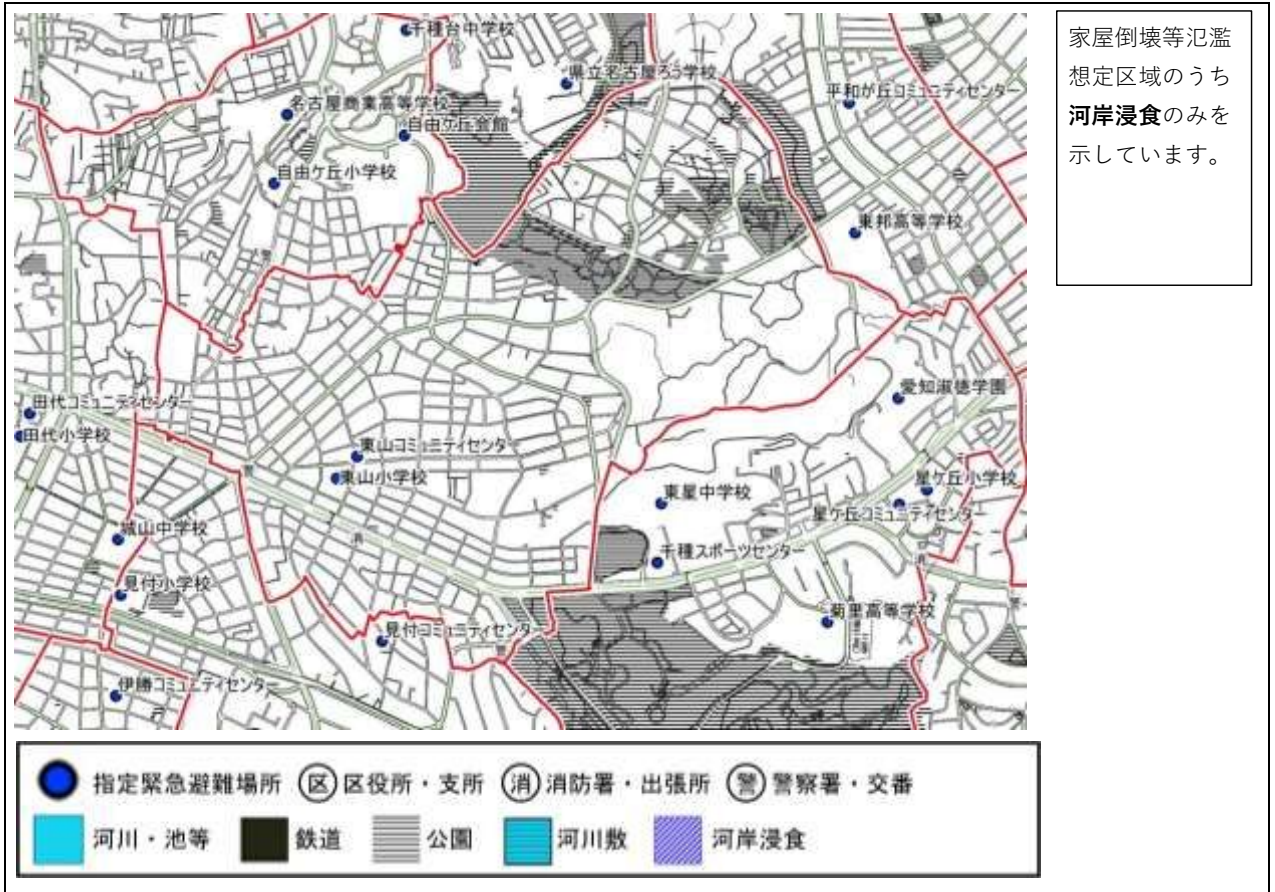 家屋倒壊等氾濫
想定区域のうち
河岸浸食のみを
示しています。
千種台中学校
県立名古屋ろう学校
平和が丘コミュニティセンター
名古屋商業高等学校
自由ケ丘会館
自由ケ丘小学校
東邦高等学校
愛知淑徳学園
田代コミュニティセンター
田代小学校
東山コミュニティセンター
東山小学校
東星中学校
星ケ丘小学校
星ケ丘コミュニティセンター
城山中学校
千種スポーツセンター
見付小学校
菊里高等学校
見付コミュニティセンター
伊勝コミュニティセンター
指定緊急避難場所 区 区役所・支所 消 消防署・出張所 警 警察署・交番
河川・池等 鉄道 公園 河川敷 河岸浸食